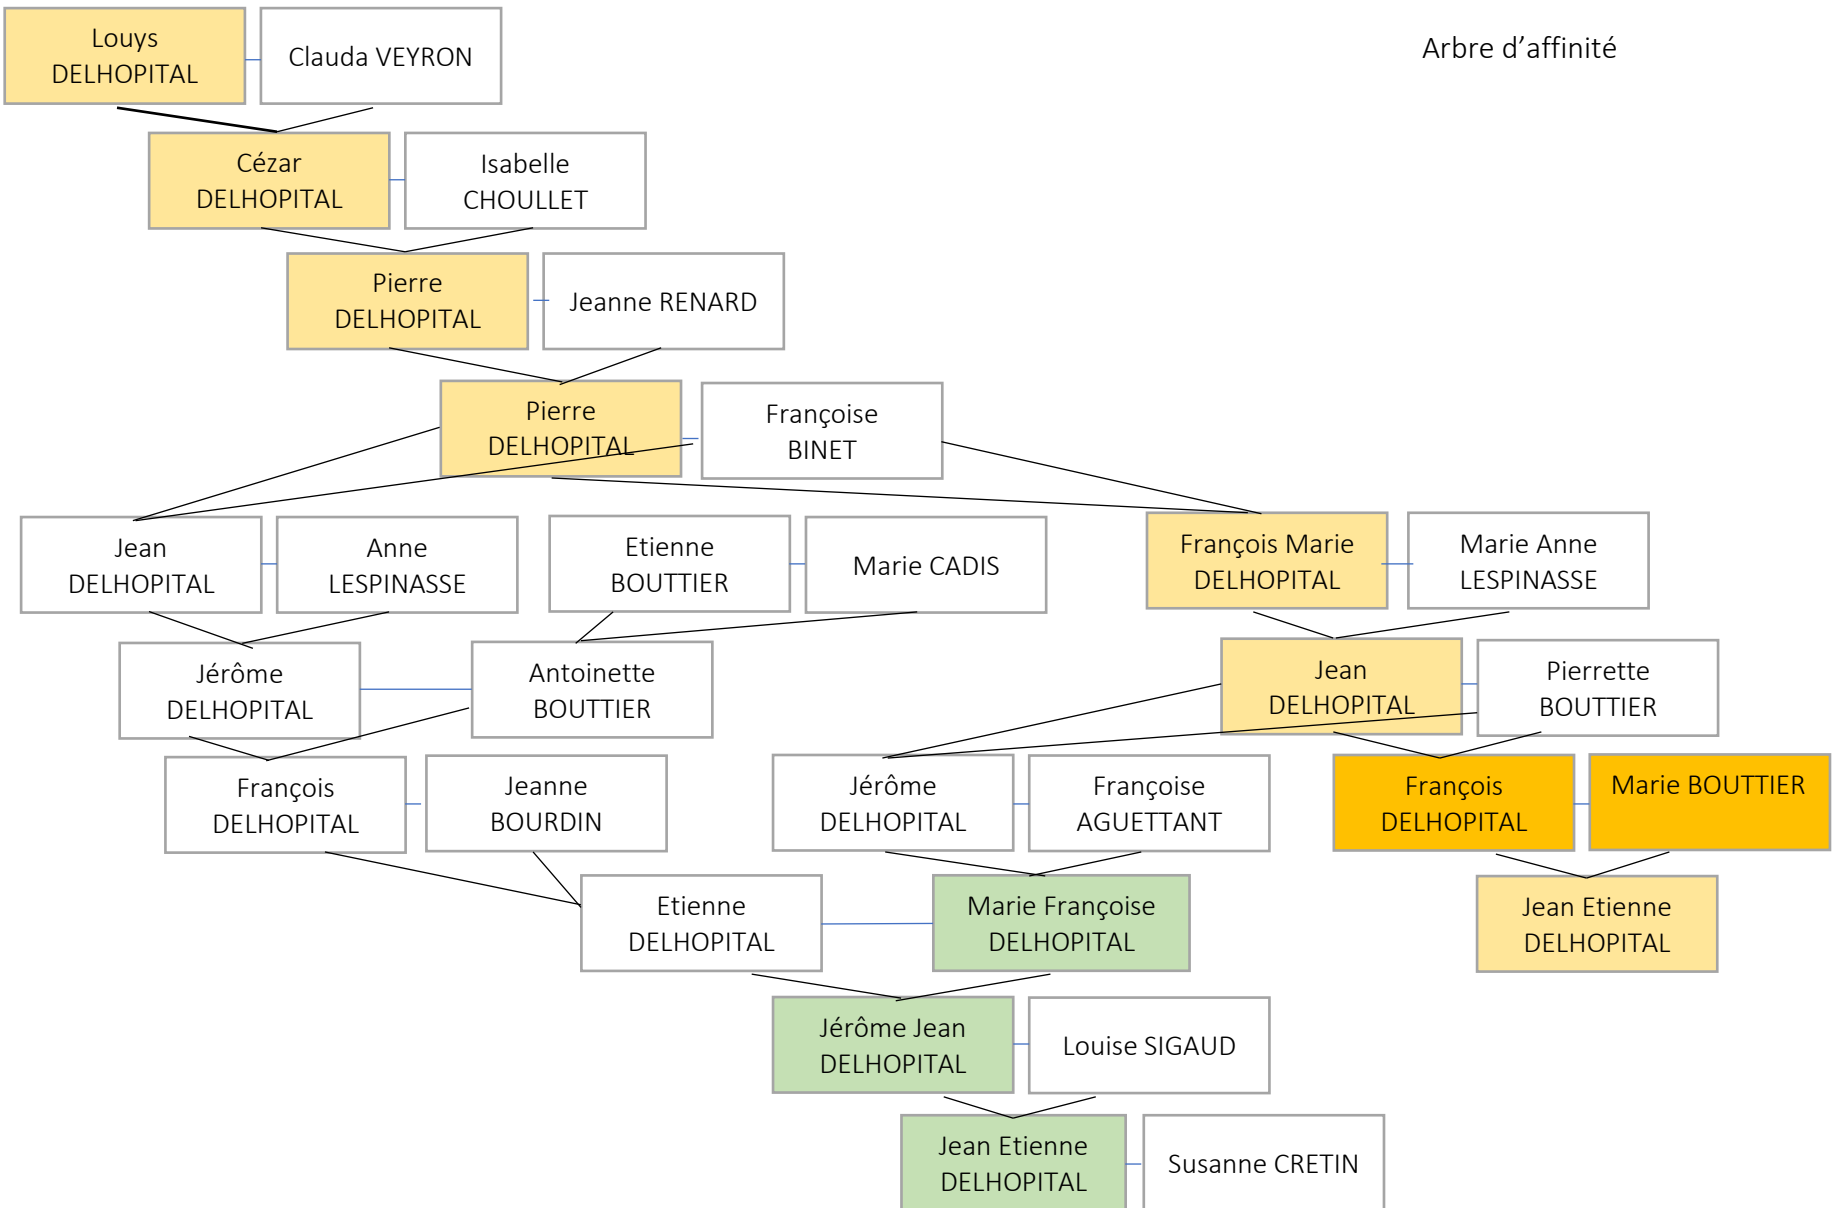 Arbre d’affinité
Louys
DELHOPITAL
Clauda VEYRON
Cézar
DELHOPITAL
Isabelle
CHOULLET
Pierre
DELHOPITAL
Jeanne RENARD
Pierre
DELHOPITAL
Françoise
BINET
Jean
DELHOPITAL
Anne
LESPINASSE
Etienne
BOUTTIER
Marie CADIS
François Marie
DELHOPITAL
Marie Anne
LESPINASSE
Jérôme
DELHOPITAL
Antoinette
BOUTTIER
Jean
DELHOPITAL
Pierrette
BOUTTIER
François
DELHOPITAL
Jeanne
BOURDIN
Jérôme
DELHOPITAL
Françoise
AGUETTANT
François
DELHOPITAL
Marie BOUTTIER
Etienne
DELHOPITAL
Marie Françoise
DELHOPITAL
Jean Etienne
DELHOPITAL
Jérôme Jean
DELHOPITAL
Louise SIGAUD
Jean Etienne
DELHOPITAL
Susanne CRETIN